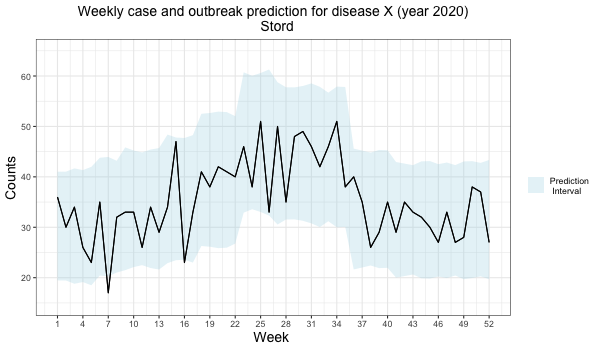 Weekly case and outbreak prediction for disease X (year 2020)
Stord
60
50
40
30
20
Counts
1 4 7 10 13 16 19 22 25 28 31 34 37 40 43 46 49 52
Week
Prediction
Interval